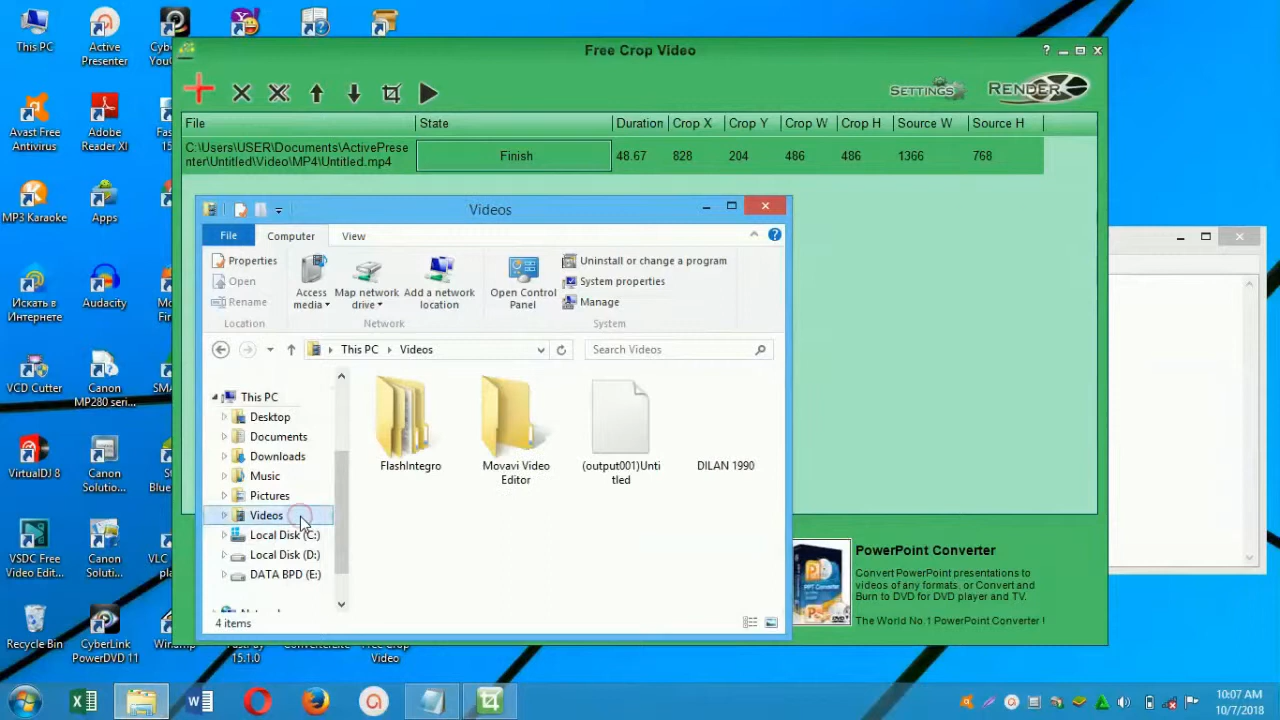 This PC
Active
Presenter
Avast Free
Antivirus
Adobe
Reader XI
MP3 Karaoke
Apps
Искать в
Интернете
Audacity
VCD Cutter
Canon
MP280 seri...
VirtualDJ 8
Canon
Solutio...
VSDC Free
Video Edit...
Canon
Solut...
Recycle Bin
CyberLink
PowerDVD 11
15.1.0
Video
Free Crop Video
SETTINGS
RENDER
File
State
Duration
Crop X
Crop Y
Crop W
Crop H
Source W
Source H
C:\Users\USER\Documents\ActivePrese
nter\Untitled\Video\MP4\Untitled.mp4
Finish
48.67
828
204
486
486
1366
768
Videos
File
Computer
View
Properties
Open
Rename
Location
Access
media
Map network
drive
Add a network
location
Network
Open Control
Panel
Uninstall or change a program
System properties
Manage
System
This PC
Videos
Search Videos
This PC
Desktop
Documents
Downloads
Music
Pictures
Videos
Local Disk (C:)
Local Disk (D:)
DATA BPD (E:)
FlashIntegro
Movavi Video
Editor
(output001)Unti
tled
DILAN 1990
4 items
PowerPoint Converter
Convert PowerPoint presentations to
videos of any formats, or Convert and
Burn to DVD for DVD player and TV.
The World No.1 PowerPoint Converter !
10:07 AM
10/7/2018